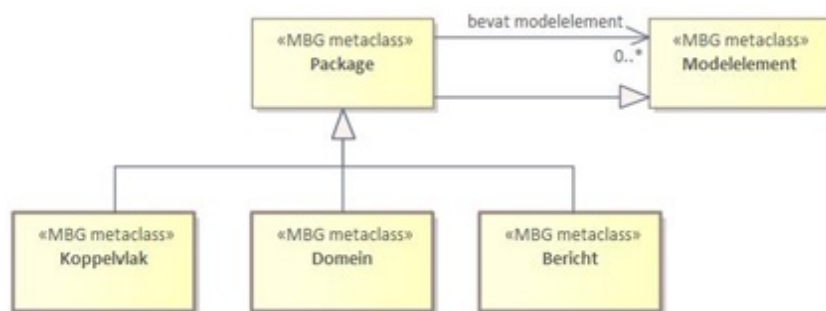 bevat modelelement
«MBG metaclass»
Package
0..*
«MBG metaclass»
Modelelement
«MBG metaclass»
Koppelvlak
«MBG metaclass»
Domein
«MBG metaclass»
Bericht